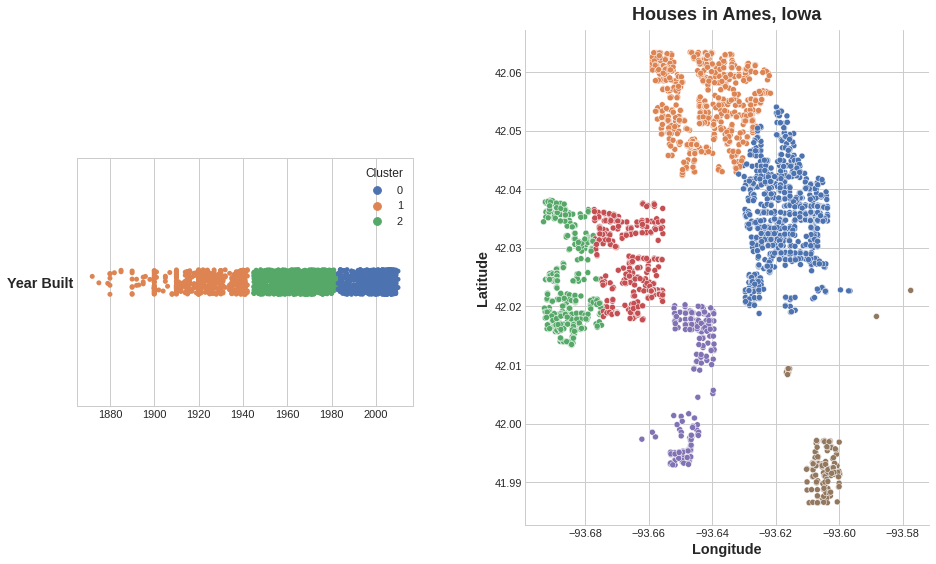 Cluster
0
1
2
Year Built
1880 1900 1920 1940 1960 1980 2000
Houses in Ames, Iowa
Latitude
42.06
42.05
42.04
42.03
42.02
42.01
42.00
41.99
−93.68 −93.66 −93.64 −93.62 −93.60 −93.58
Longitude